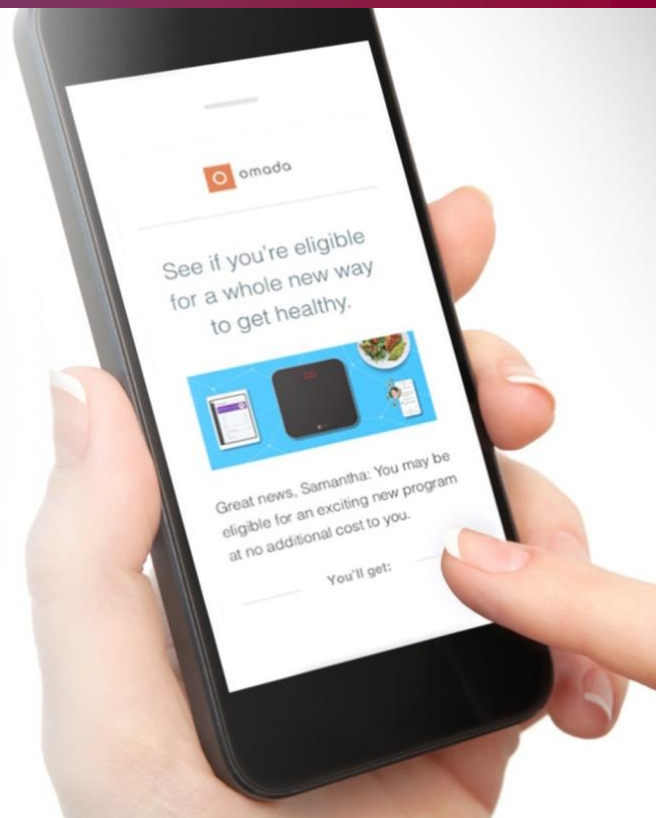 omada
See if you're eligible
for a whole new way
to get healthy.
Great news, Samantha: You may be
eligible for an exciting new program
at no additional cost to you.
You'll get: